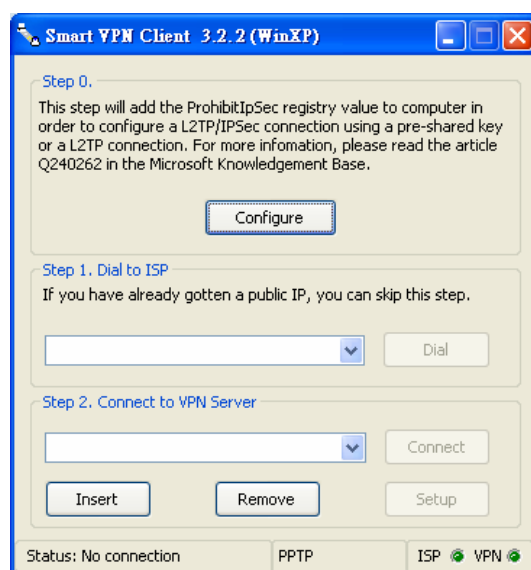 Smart VPN Client 3.2.2 (WinXP)
Step 0.
This step will add the ProhibitIpSec registry value to computer in
order to configure a L2TP/IPSec connection using a pre-shared key
or a L2TP connection. For more infomation, please read the article
Q240262 in the Microsoft Knowledgement Base.
Configure
Step 1. Dial to ISP
If you have already gotten a public IP, you can skip this step.
Dial
Step 2. Connect to VPN Server
Connect
Insert Remove Setup
Status: No connection PPTP ISP VPN